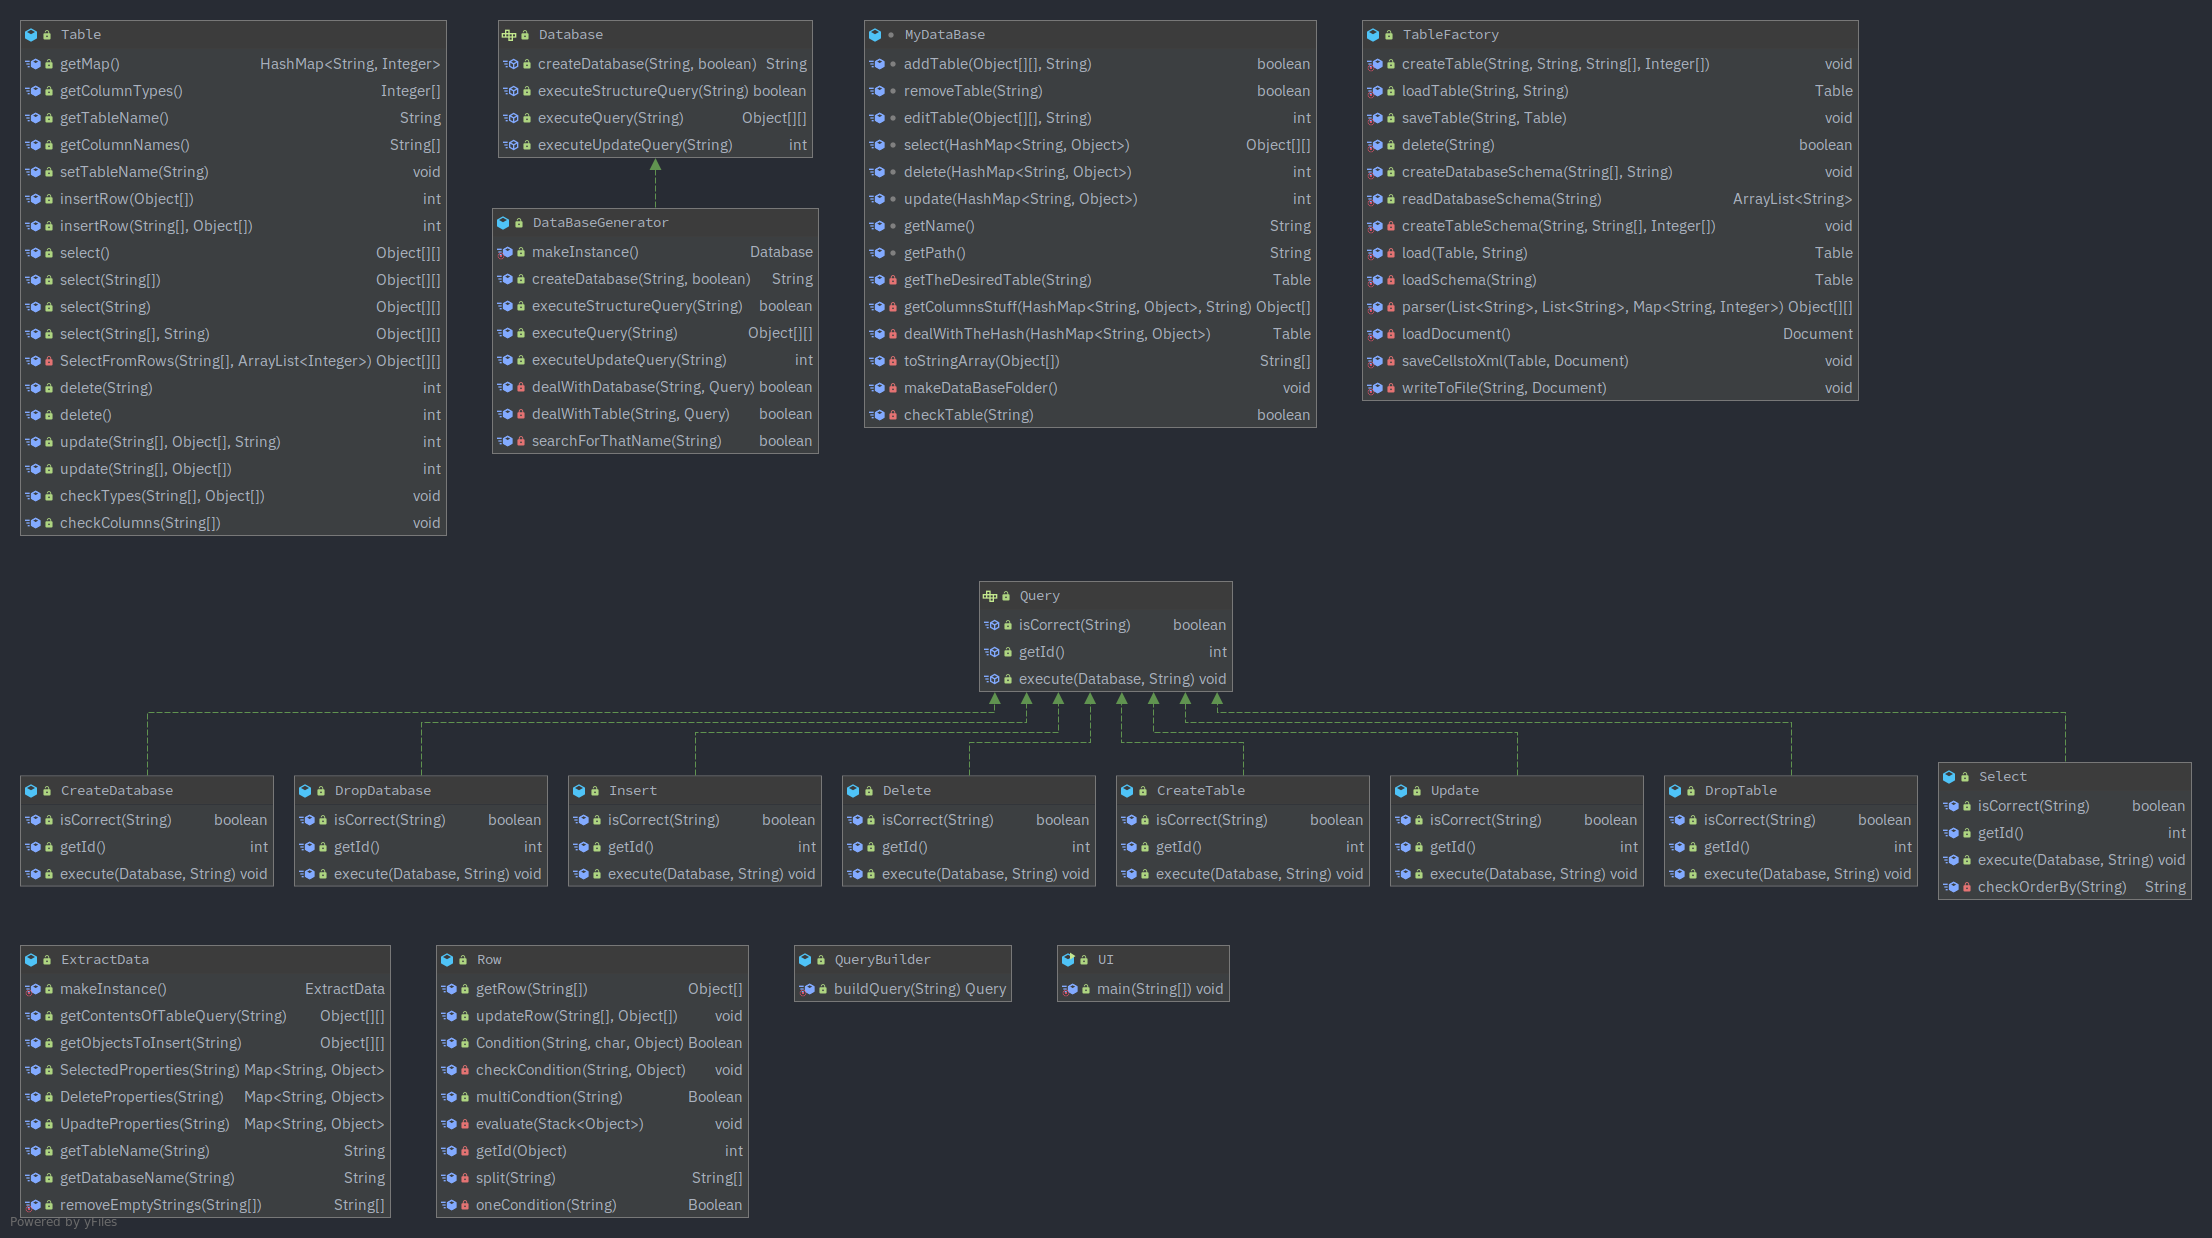 Table
getMap() HashMap<String, Integer>
getColumnTypes() Integer[]
getTableName() String
getColumnNames() String[]
setTableName(String) void
insertRow(Object[]) int
insertRow(String[], Object[]) int
select() Object[][]
select(String[]) Object[][]
select(String) Object[][]
select(String[], String) Object[][]
SelectFromRows(String[], ArrayList<Integer>) Object[][]
delete(String) int
delete() int
update(String[], Object[], String) int
update(String[], Object[]) int
checkTypes(String[], Object[]) void
checkColumns(String[]) void
Database
createDatabase(String, boolean) String
executeStructureQuery(String) boolean
executeQuery(String) Object[][]
executeUpdateQuery(String) int
DataBaseGenerator
makeInstance() Database
createDatabase(String, boolean) String
executeStructureQuery(String) boolean
executeQuery(String) Object[][]
executeUpdateQuery(String) int
dealWithDatabase(String, Query) boolean
dealWithTable(String, Query) boolean
searchForThatName(String) boolean
MyDataBase
addTable(Object[][], String) boolean
removeTable(String) boolean
editTable(Object[][], String) int
select(HashMap<String, Object>) Object[][]
delete(HashMap<String, Object>) int
update(HashMap<String, Object>) int
getName() String
getPath() String
getTheDesiredTable(String) Table
getColumnsStuff(HashMap<String, Object>, String) Object[]
dealWithTheHash(HashMap<String, Object>) Table
toStringArray(Object[]) String[]
makeDataBaseFolder() void
checkTable(String) boolean
TableFactory
createTable(String, String, String[], Integer[]) void
loadTable(String, String) Table
saveTable(String, Table) void
delete(String) boolean
createDatabaseSchema(String[], String) void
readDatabaseSchema(String) ArrayList<String>
createTableSchema(String, String[], Integer[]) void
load(Table, String) Table
loadSchema(String) Table
parser(List<String>, List<String>, Map<String, Integer>) Object[][]
loadDocument() Document
saveCellstoXml(Table, Document) void
writeToFile(String, Document) void
Query
isCorrect(String) boolean
getId() int
execute(Database, String) void
CreateDatabase
isCorrect(String) boolean
getId() int
execute(Database, String) void
DropDatabase
isCorrect(String) boolean
getId() int
execute(Database, String) void
Insert
isCorrect(String) boolean
getId() int
execute(Database, String) void
Delete
isCorrect(String) boolean
getId() int
execute(Database, String) void
CreateTable
isCorrect(String) boolean
getId() int
execute(Database, String) void
Update
isCorrect(String) boolean
getId() int
execute(Database, String) void
DropTable
isCorrect(String) boolean
getId() int
execute(Database, String) void
Select
isCorrect(String) boolean
getId() int
execute(Database, String) void
checkOrderBy(String) String
ExtractData
makeInstance() ExtractData
getContentsOfTableQuery(String) Object[][]
getObjectsToInsert(String) Object[][]
SelectedProperties(String) Map<String, Object>
DeleteProperties(String) Map<String, Object>
UpadteProperties(String) Map<String, Object>
getTableName(String) String
getDatabaseName(String) String
removeEmptyStrings(String[]) String[]
Row
getRow(String[]) Object[]
updateRow(String[], Object[]) void
Condition(String, char, Object) Boolean
checkCondition(String, Object) void
multiCondtion(String) Boolean
evaluate(Stack<Object>) void
getId(Object) int
split(String) String[]
oneCondition(String) Boolean
QueryBuilder
buildQuery(String) Query
UI
main(String[]) void
Powered by yFiles